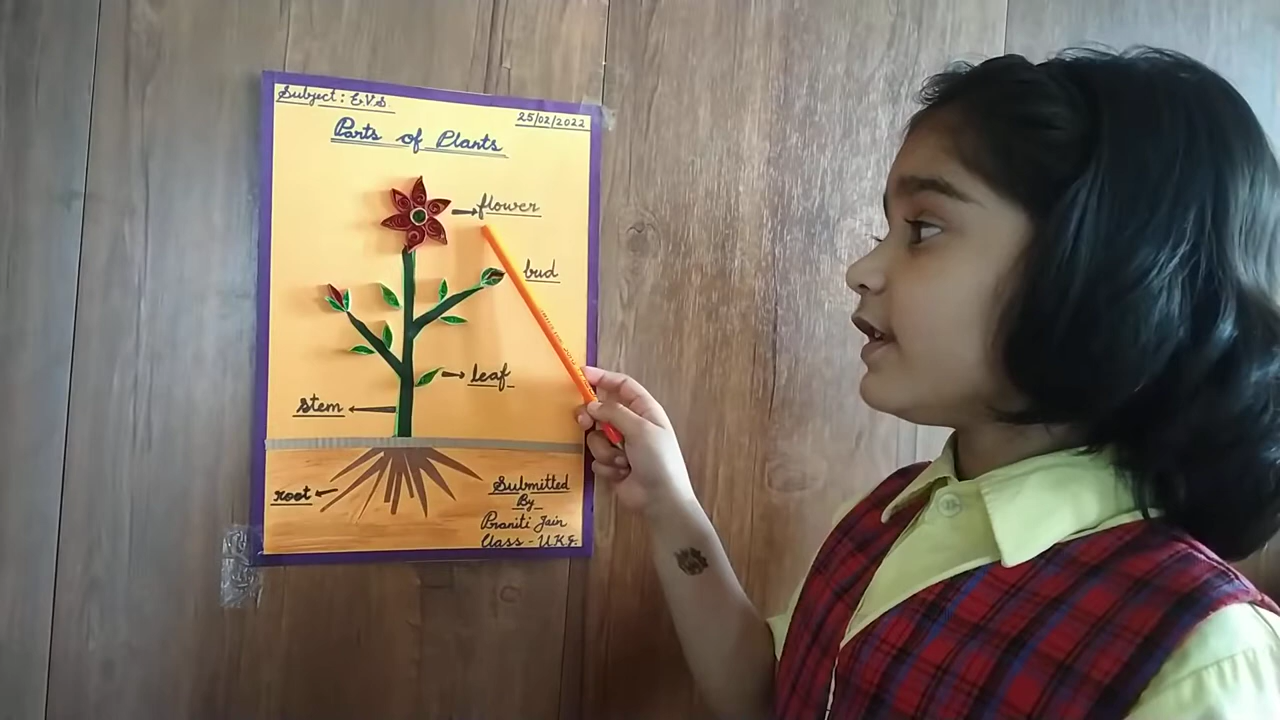 Subject: E.V.S.
25/02/2022
Parts of Plants
flower
bud
leaf
stem
root
Submitted
By
Praniti Jain
Class - U.K.G.